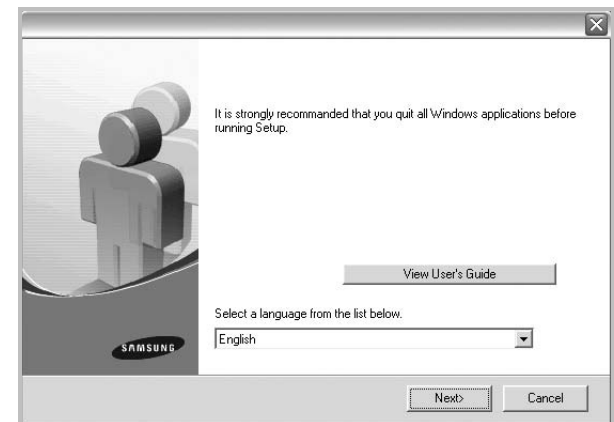 It is strongly recommanded that you quit all Windows applications before
running Setup.
View User's Guide
Select a language from the list below.
English
SAMSUNG
Next>
Cancel